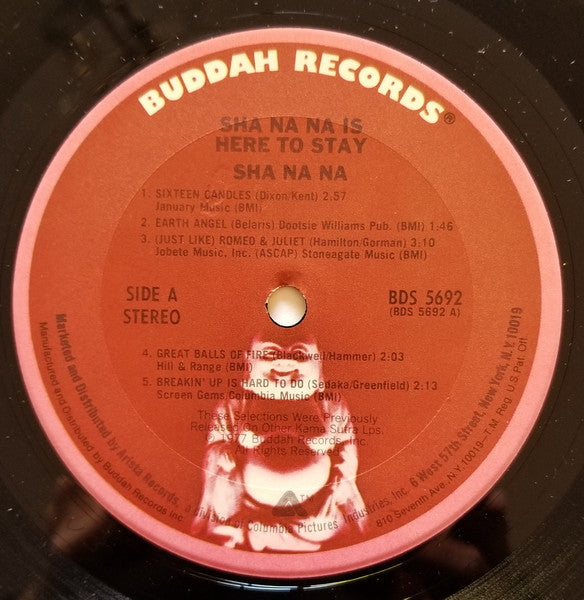 BUDDAH RECORDS®
SHA NA NA IS
HERE TO STAY
SHA NA NA
1. SIXTEEN CANDLES (Dixon/Kent) 2:57
January Music (BMI)
2. EARTH ANGEL (Belaris) Dootsie Williams Pub. (BMI) 1:46
3. (JUST LIKE) ROMEO & JULIET (Hamilton/Gorman) 3:10
Jobete Music, Inc. (ASCAP) Stoneagate Music (BMI)
SIDE A
STEREO
BDS 5692
(BDS 5692 A)
4. GREAT BALLS OF FIRE (Blackwell/Hammer) 2:03
Hill & Range (BMI)
5. BREAKIN' UP IS HARD TO DO (Sedaka/Greenfield) 2:13
Screen Gems/Columbia Music (BMI)
These Selections Were Previously
Released On Other Kama Sutra Lps.
©1977 Buddah Records, Inc.
All Rights Reserved
TM
Marketed and Distributed by Arista Records, a Division of Columbia Pictures Industries, Inc. 6 West 57th Street, New York, N.Y. 10019
Manufactured and Distributed by Buddah Records Inc. 810 Seventh Ave. N.Y. 10019—T.M. Reg. U.S. Pat. Off.